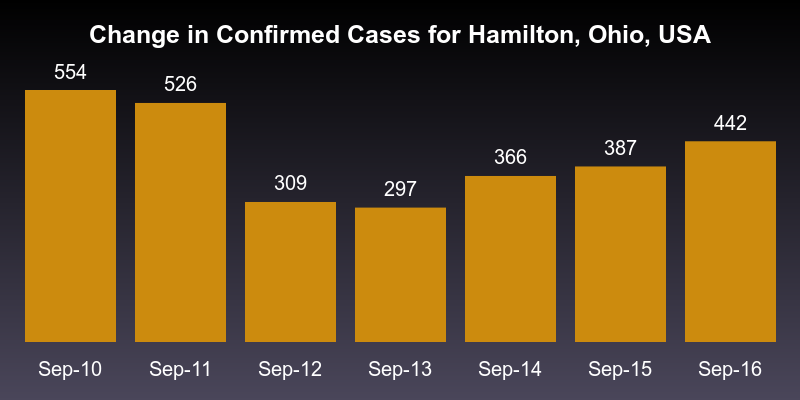 Change in Confirmed Cases for Hamilton, Ohio, USA
554
526
309
297
366
387
442
Sep-10
Sep-11
Sep-12
Sep-13
Sep-14
Sep-15
Sep-16